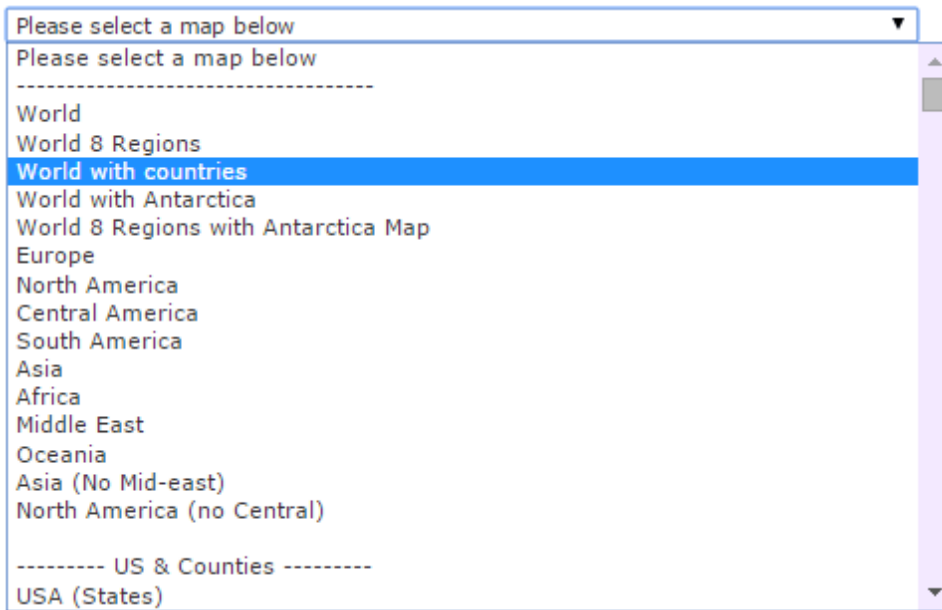 Please select a map below
Please select a map below
------------------------------------
World
World 8 Regions
World with countries
World with Antarctica
World 8 Regions with Antarctica Map
Europe
North America
Central America
South America
Asia
Africa
Middle East
Oceania
Asia (No Mid-east)
North America (no Central)
--------- US & Counties ---------
USA (States)